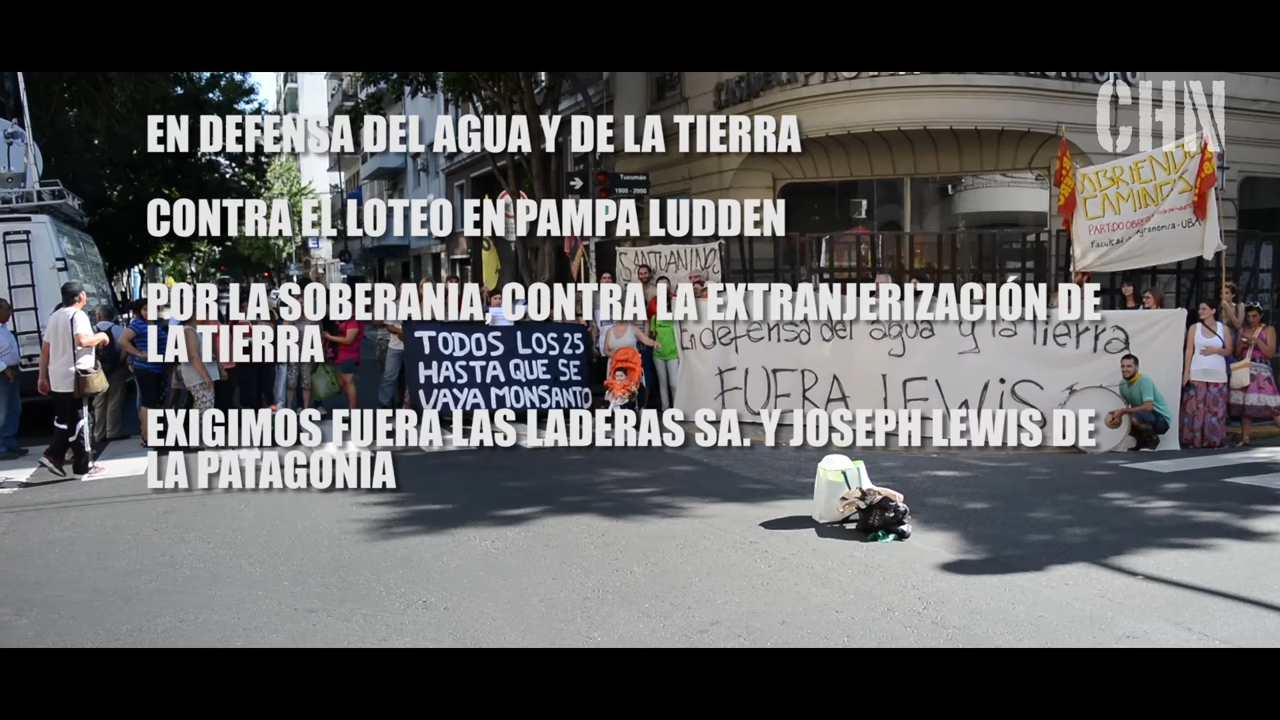 CHN
EN DEFENSA DEL AGUA Y DE LA TIERRA
CONTRA EL LOTEO EN PAMPA LUDDEN
POR LA SOBERANIA, CONTRA LA EXTRANJERIZACIÓN DE
LA TIERRA
EXIGIMOS FUERA LAS LADERAS SA. Y JOSEPH LEWIS DE
LA PATAGONIA
Tucumán
1900 - 2000
ABRIENDO
CAMINOS
PARTIDO
Agronomia-UBA
TODOS LOS 25
HASTA QUE SE
VAYA MONSANTO
En defensa del agua y la tierra
FUERA LEWIS